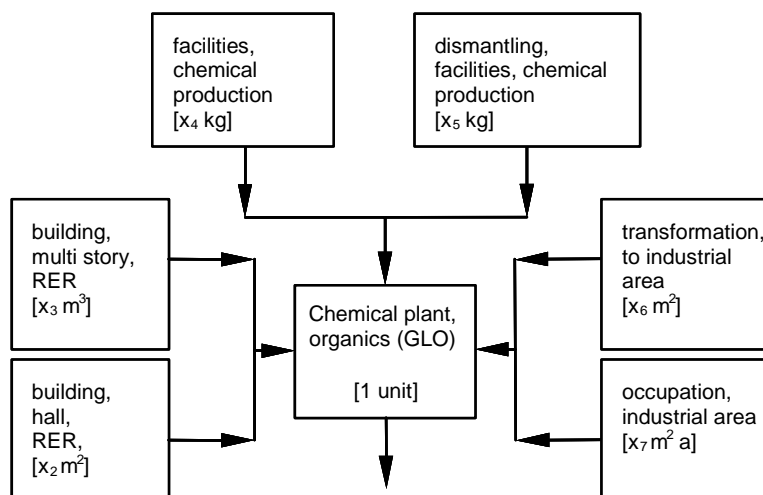 facilities,
chemical
production
[x₄ kg]
dismantling,
facilities, chemical
production
[x₅ kg]
building,
multi story,
RER
[x₃ m³]
transformation,
to industrial
area
[x₆ m²]
Chemical plant,
organics (GLO)
[1 unit]
building,
hall,
RER,
[x₂ m²]
occupation,
industrial area
[x₇ m² a]